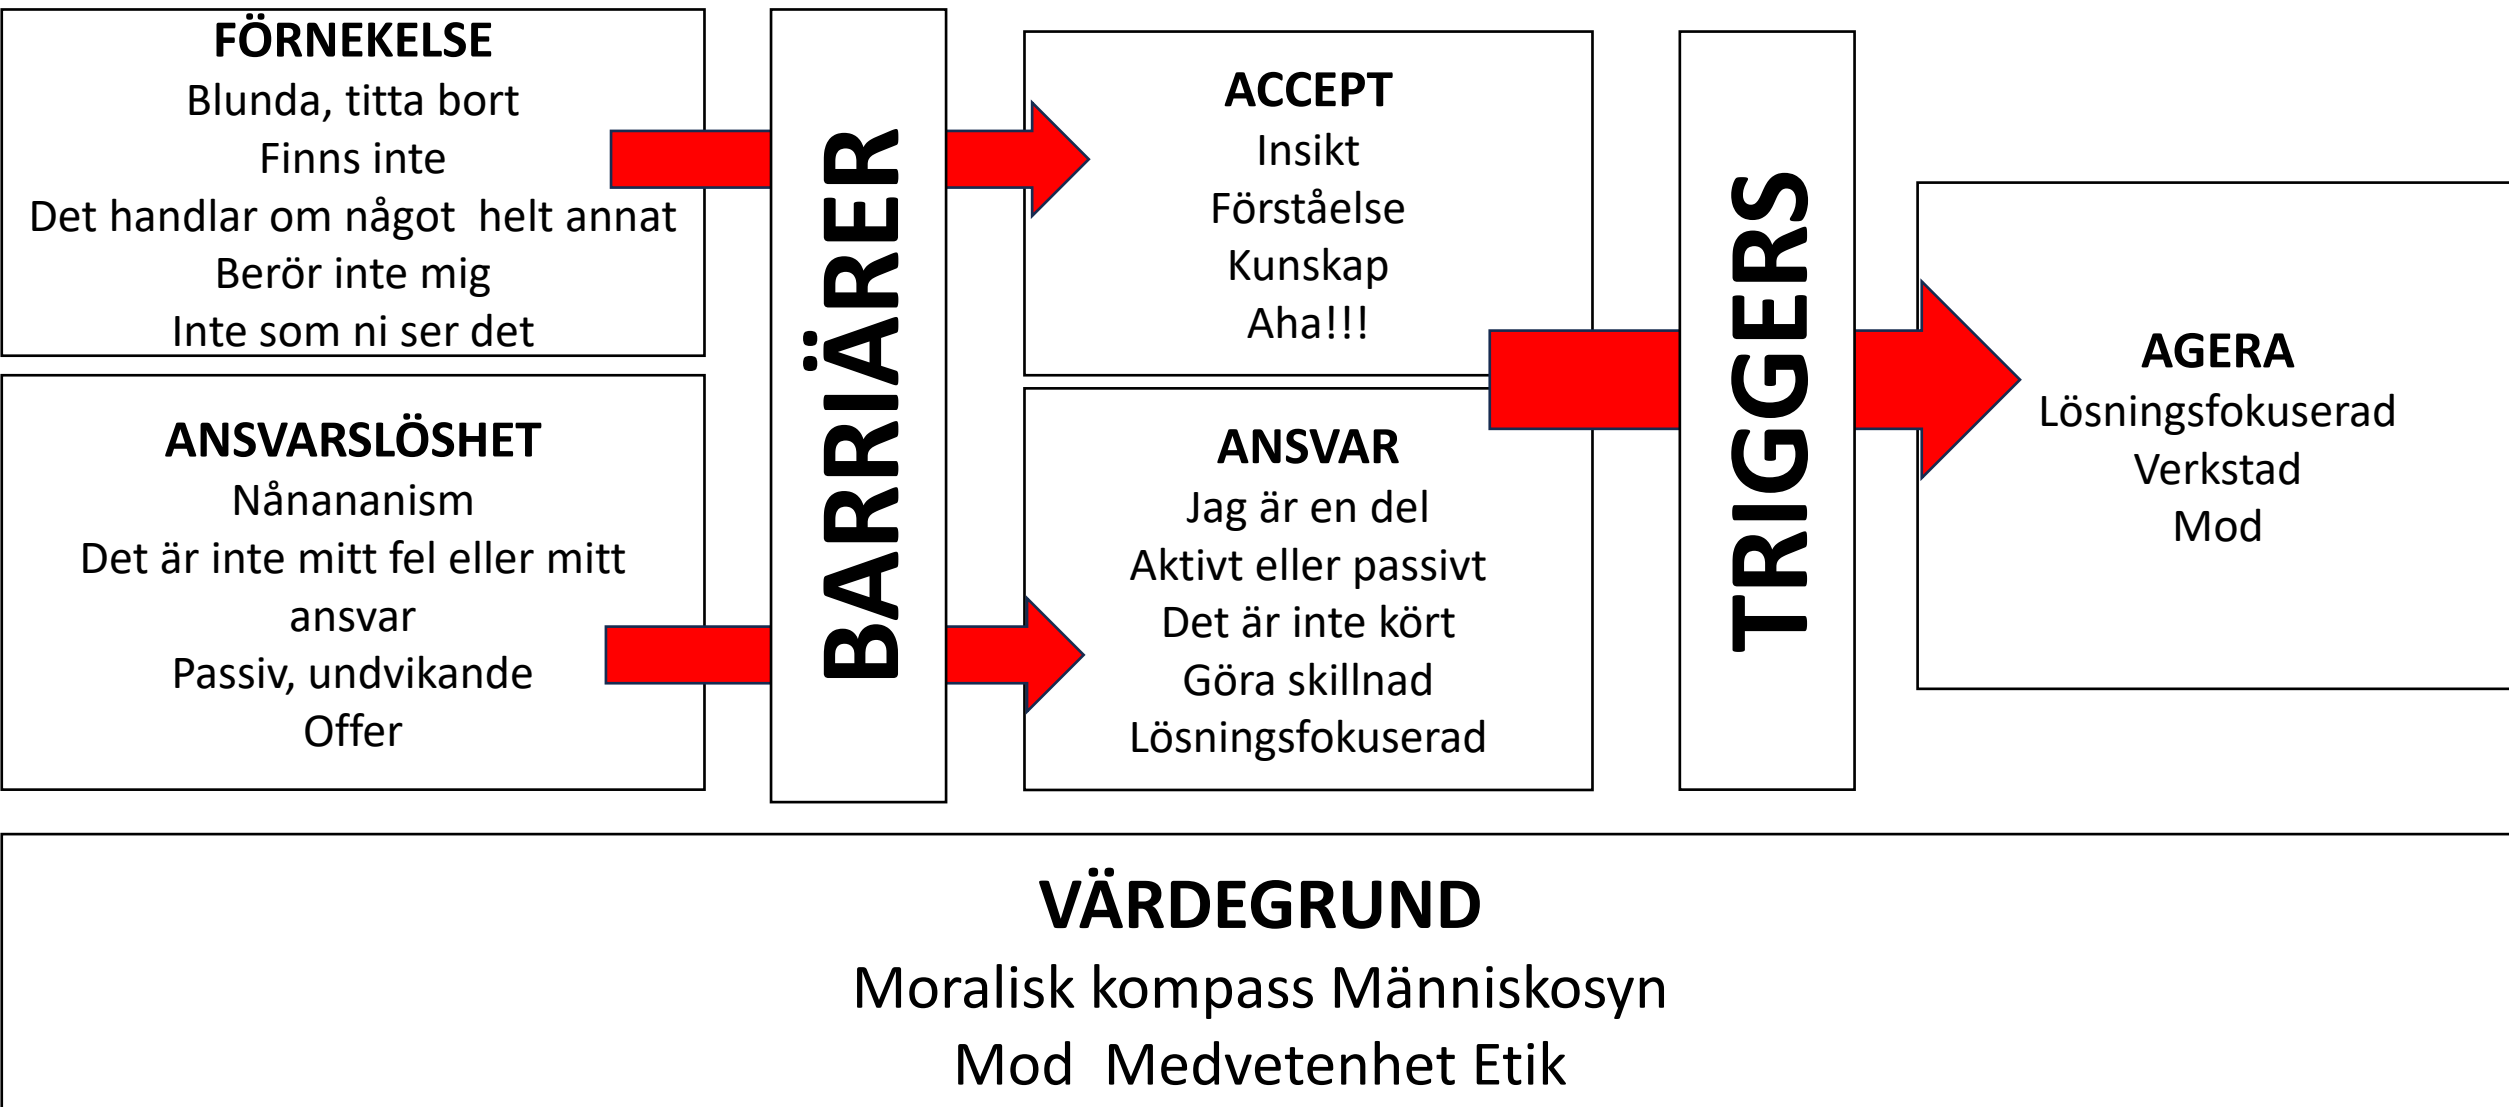 FÖRNEKELSE
Blunda, titta bort
Finns inte
Det handlar om något  helt annat
Berör inte mig
Inte som ni ser det
ANSVARSLÖSHET
Nånananism
Det är inte mitt fel eller mitt
ansvar
Passiv, undvikande
Offer
BARRIÄRER
ACCEPT
Insikt
Förståelse
Kunskap
Aha!!!
ANSVAR
Jag är en del
Aktivt eller passivt
Det är inte kört
Göra skillnad
Lösningsfokuserad
TRIGGERS
AGERA
Lösningsfokuserad
Verkstad
Mod
VÄRDEGRUND
Moralisk kompass Människosyn
Mod  Medvetenhet Etik